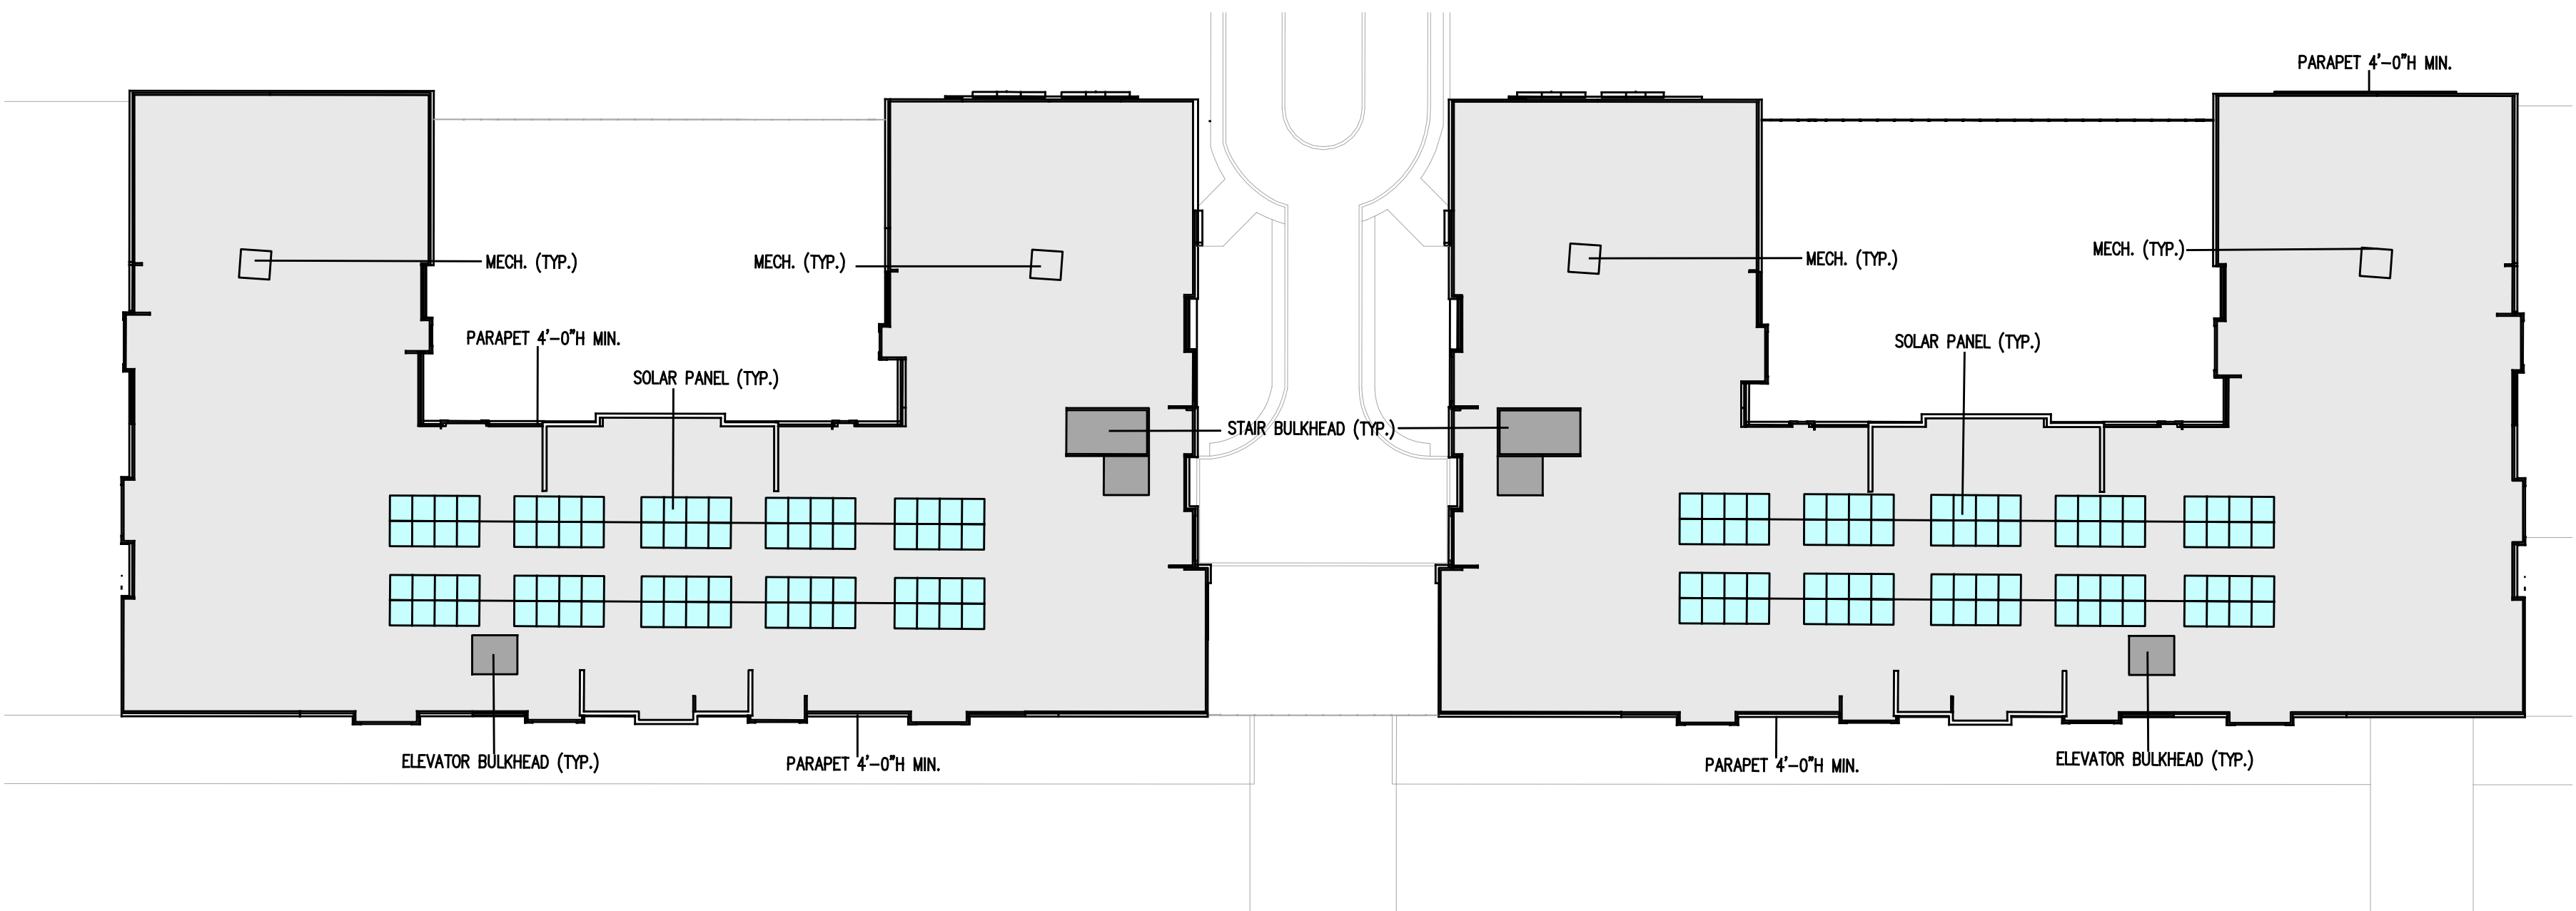 PARAPET 4'-0"H MIN.
MECH. (TYP.)
MECH. (TYP.)
MECH. (TYP.)
MECH. (TYP.)
PARAPET 4'-0"H MIN.
SOLAR PANEL (TYP.)
SOLAR PANEL (TYP.)
STAIR BULKHEAD (TYP.)
ELEVATOR BULKHEAD (TYP.)
PARAPET 4'-0"H MIN.
PARAPET 4'-0"H MIN.
ELEVATOR BULKHEAD (TYP.)